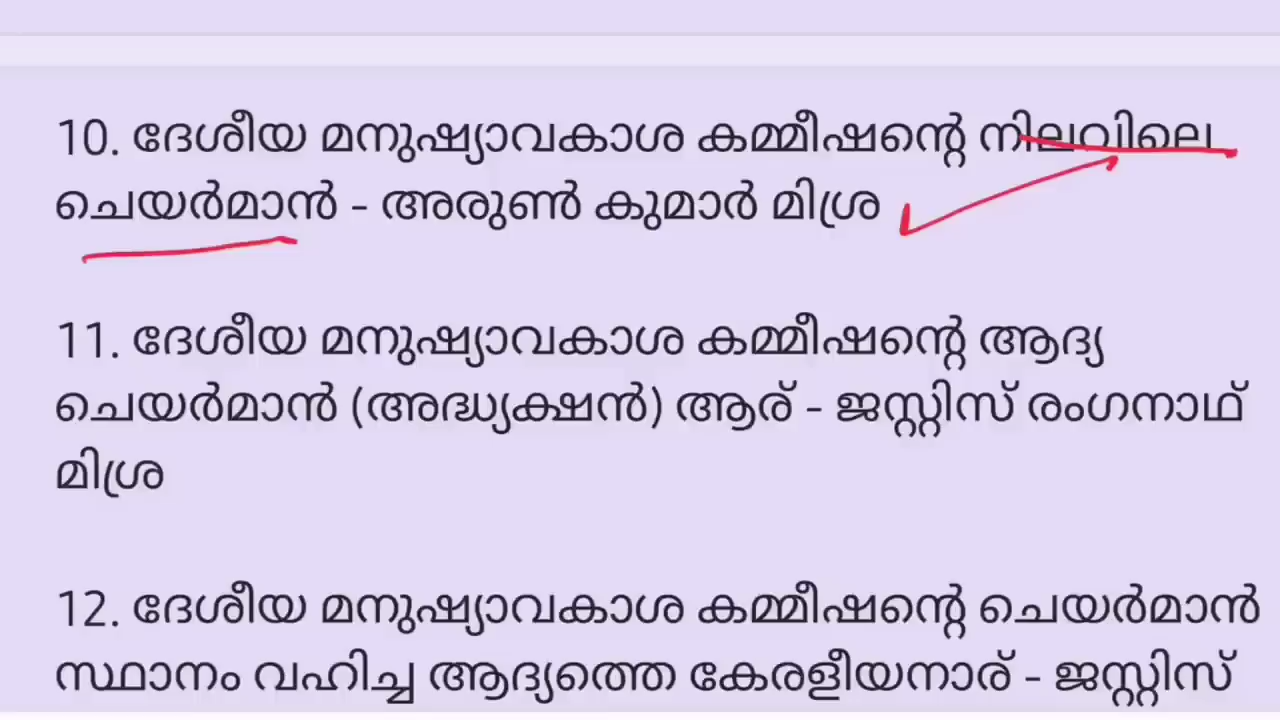 10. ദേശീയ മനുഷ്യാവകാശ കമ്മീഷന്റെ നിലവിലെ
ചെയർമാൻ - അരുൺ കുമാർ മിശ്ര
11. ദേശീയ മനുഷ്യാവകാശ കമ്മീഷന്റെ ആദ്യ
ചെയർമാൻ (അദ്ധ്യക്ഷൻ) ആര് - ജസ്റ്റിസ് രംഗനാഥ്
മിശ്ര
12. ദേശീയ മനുഷ്യാവകാശ കമ്മീഷന്റെ ചെയർമാൻ
സ്ഥാനം വഹിച്ച ആദ്യത്തെ കേരളീയനാര് - ജസ്റ്റിസ്